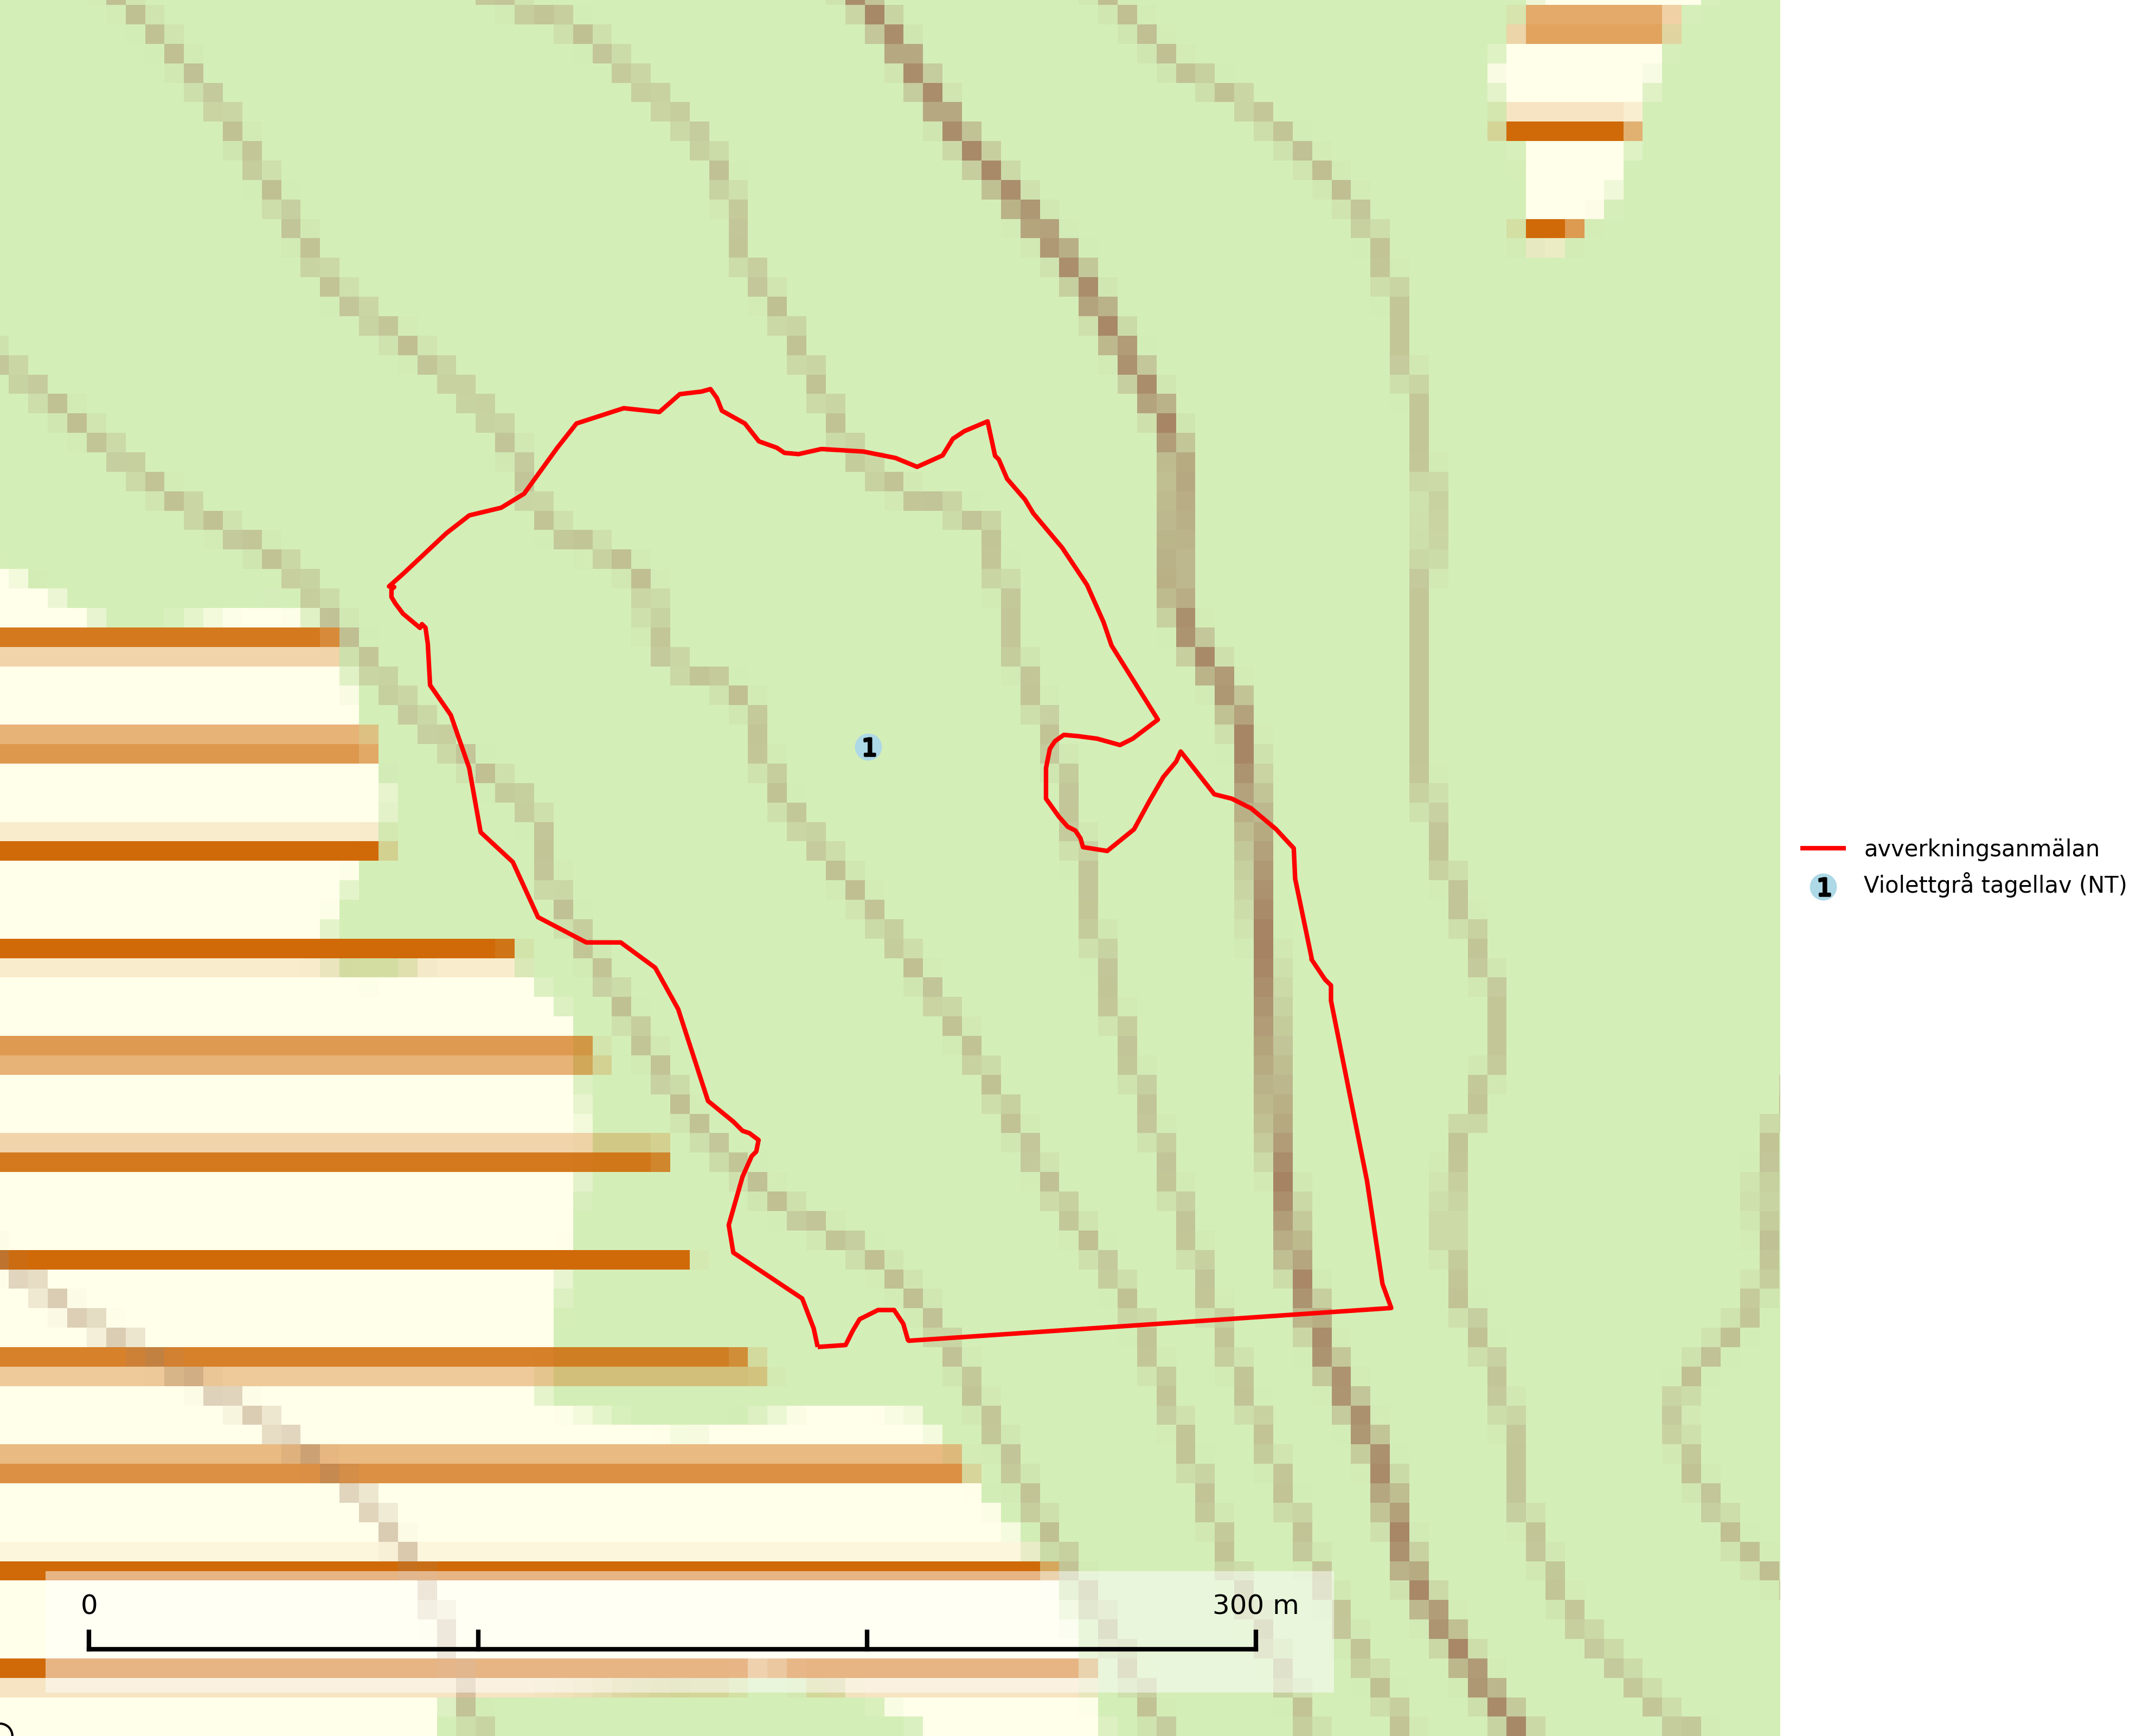 1
avverkningsanmälan
1 Violettgrå tagellav (NT)
0 300 m